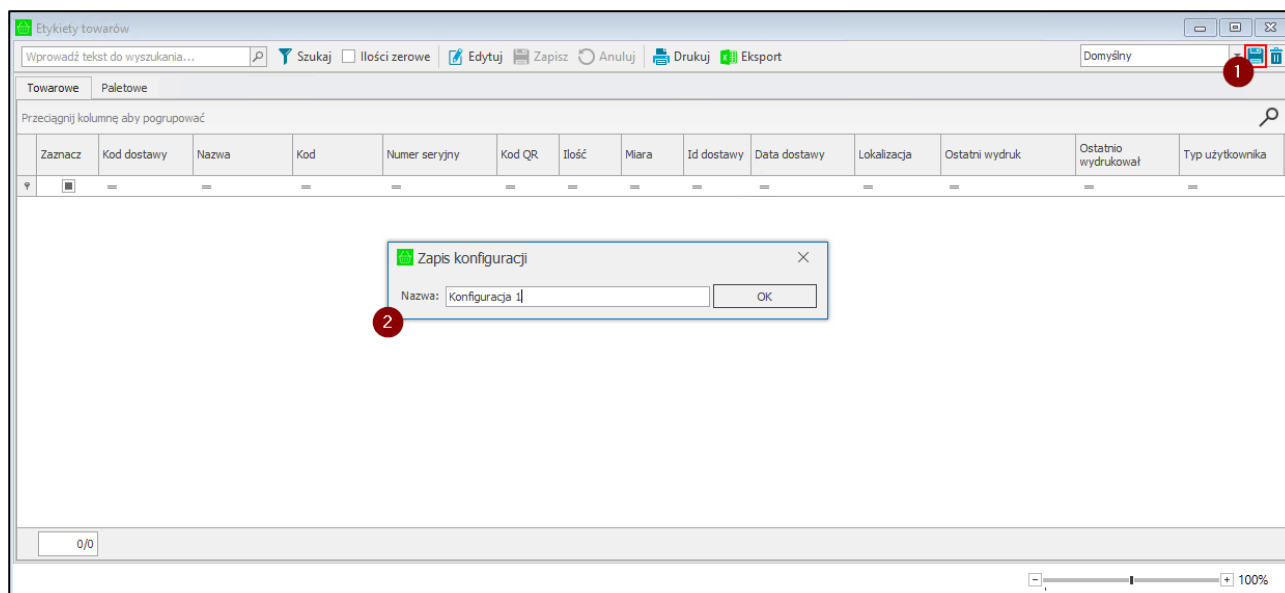 Etykiety towarów
Wprowadź tekst do wyszukania... Szukaj Ilości zerowe Edytuj Zapisz Anuluj Drukuj Eksport Domyślny
1
Towarowe Paletowe
Przeciągnij kolumnę aby pogrupować
Zaznacz Kod dostawy Nazwa Kod Numer seryjny Kod QR Ilość Miara Id dostawy Data dostawy Lokalizacja Ostatni wydruk Ostatnio wydrukował Typ użytkownika
= = = = = = = = = = = = =
Zapis konfiguracji
Nazwa: Konfiguracja 1 OK
2
0/0
100%